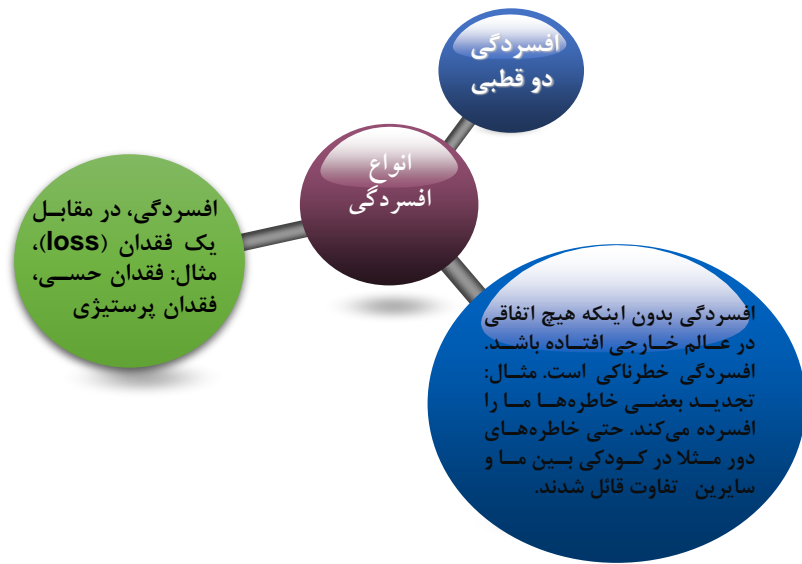 افسردگی
دو قطبی
انواع
افسردگی
افسردگی، در مقابل
یک فقدان (loss)،
مثال: فقدان حسی،
فقدان پرستیژی
افسردگی بدون اینکه هیچ اتفاقی
در عالم خارجی افتاده باشد.
افسردگی خطرناکی است. مثال:
تجدید بعضی خاطره‌ها ما را
افسرده می‌کند. حتی خاطره‌های
دور مثلا در کودکی بین ما و
سایرین تفاوت قائل شدند.